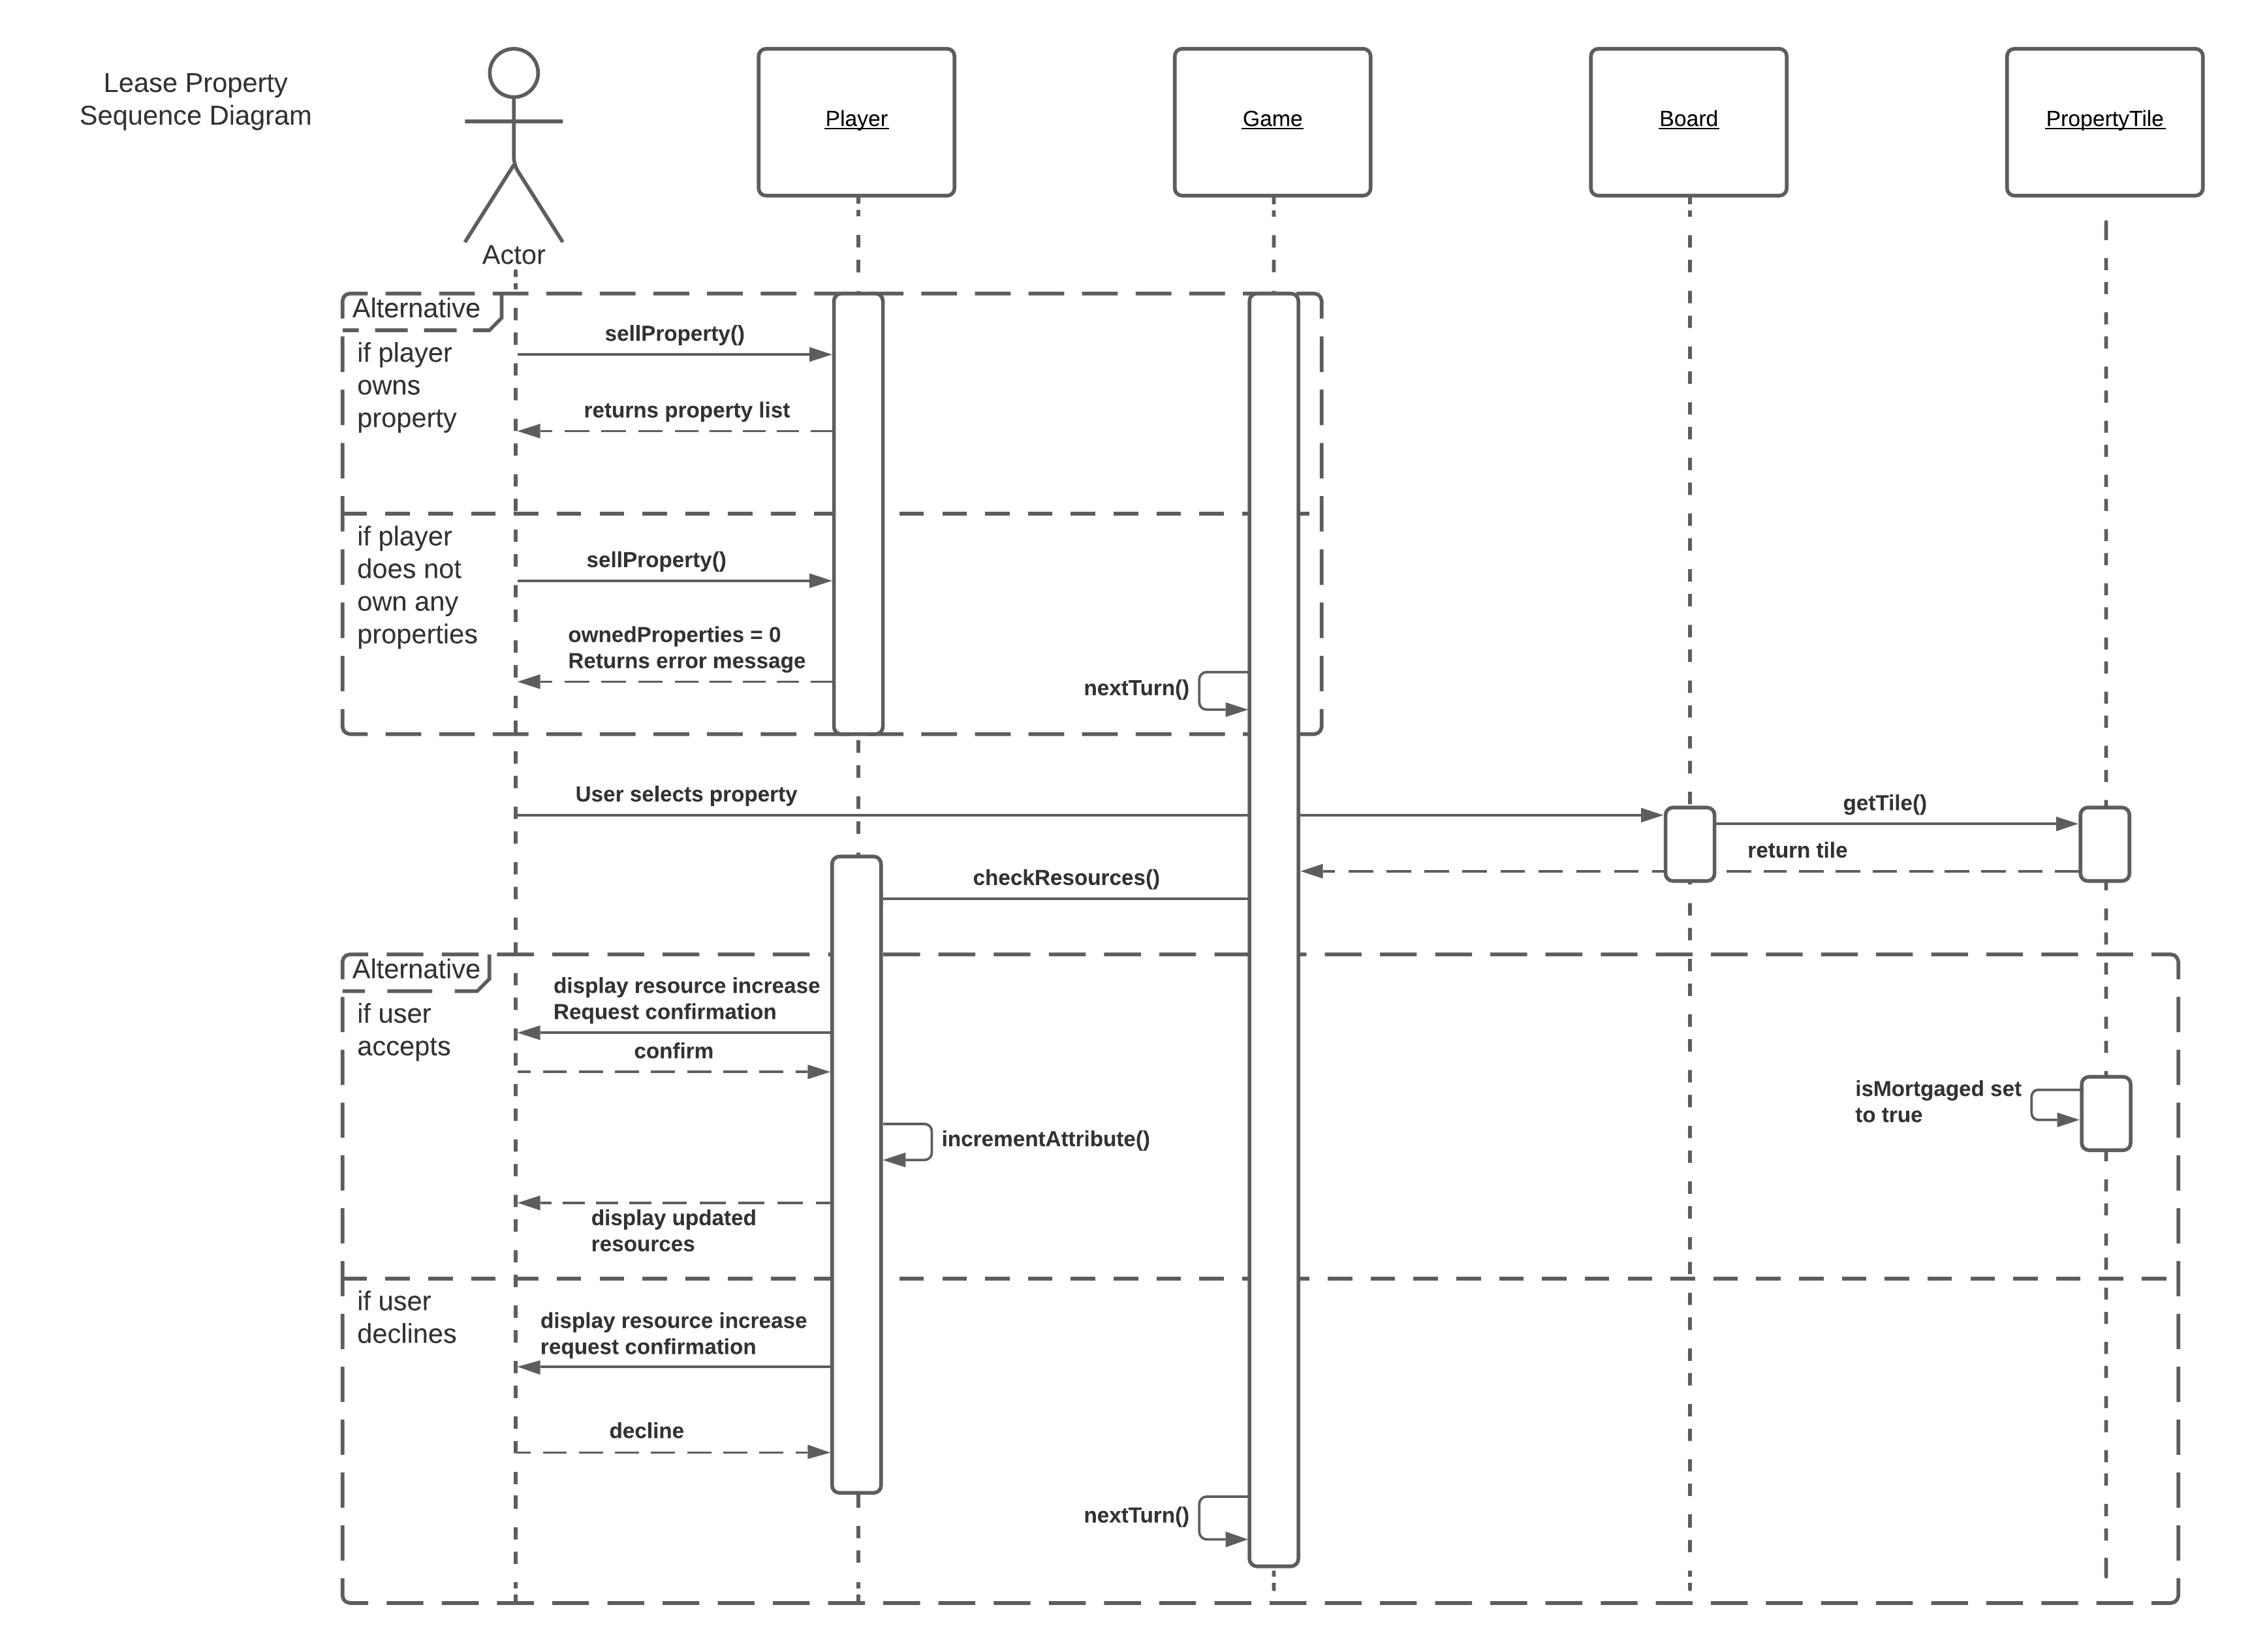 Lease Property
Sequence Diagram
Actor
Player
Game
Board
PropertyTile
Alternative
if player
owns
property
sellProperty()
returns property list
if player
does not
own any
properties
sellProperty()
ownedProperties = 0
Returns error message
nextTurn()
User selects property
getTile()
return tile
checkResources()
Alternative
if user
accepts
display resource increase
Request confirmation
confirm
isMortgaged set
to true
incrementAttribute()
display updated
resources
if user
declines
display resource increase
request confirmation
decline
nextTurn()